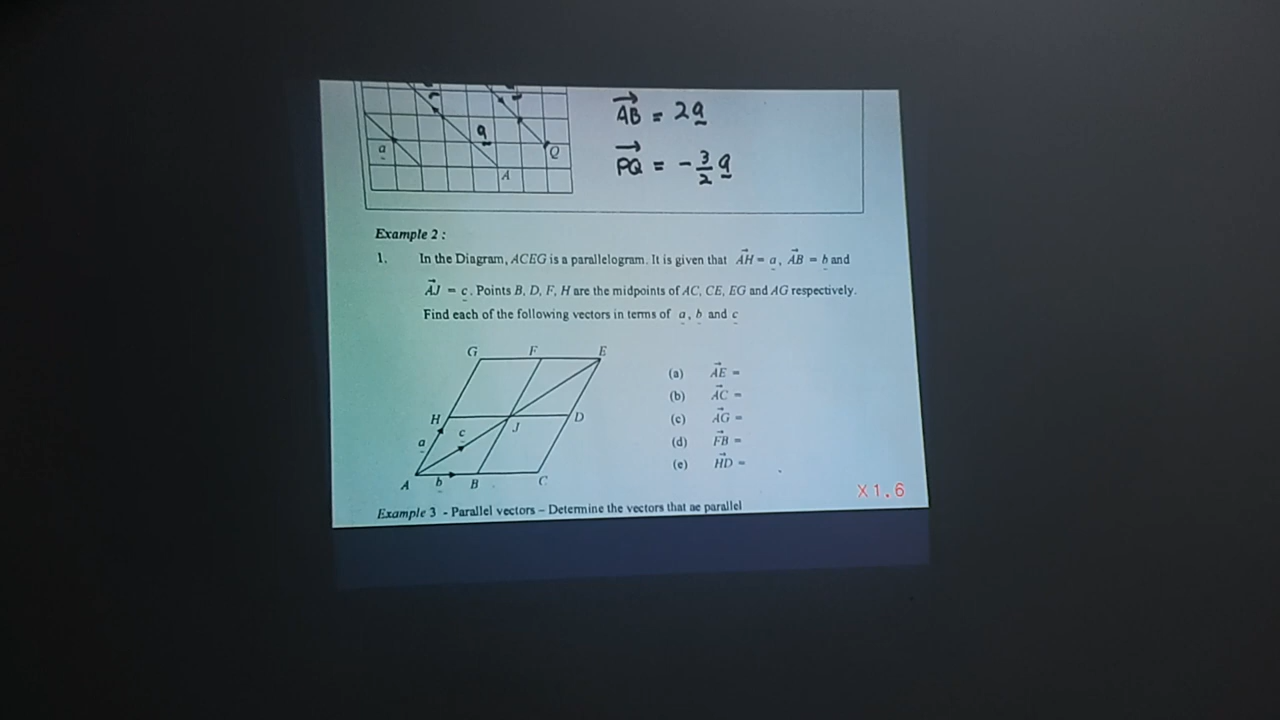 a
Q
A
AB = 2a
PQ = -3/2 a
Example 2 :
1. In the Diagram, ACEG is a parallelogram. It is given that AH = a, AB = b and
AJ = c. Points B, D, F, H are the midpoints of AC, CE, EG and AG respectively.
Find each of the following vectors in terms of a, b and c
G F E
H J D
a c
A b B C
(a) AE =
(b) AC =
(c) AG =
(d) FB =
(e) HD =
X1.6
Example 3 - Parallel vectors – Determine the vectors that ae parallel